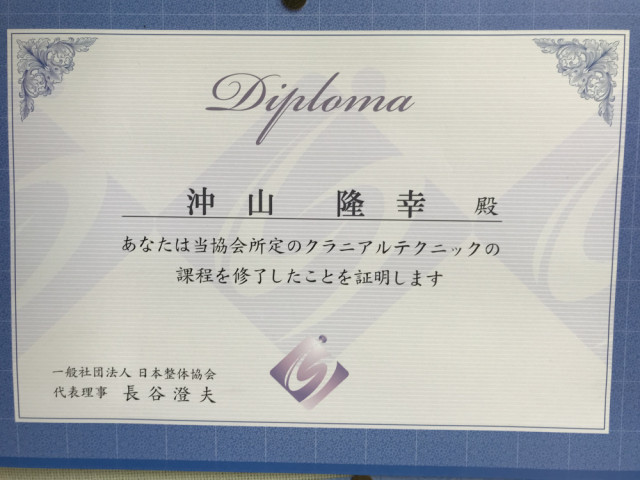 Diploma
沖山 隆幸 殿
あなたは当協会所定のクラニアルテクニックの
課程を修了したことを証明します
一般社団法人 日本整体協会
代表理事 長谷澄夫